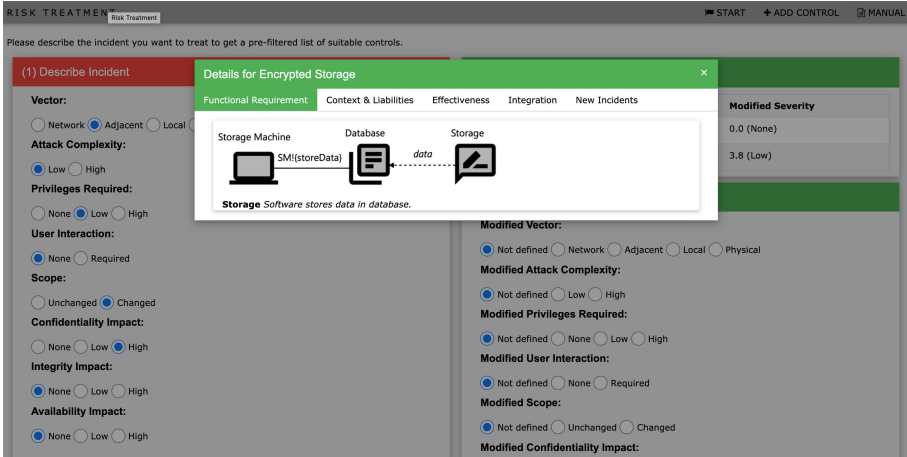 RISK TREATMENT
Risk Treatment
START
+ ADD CONTROL
MANUAL
Please describe the incident you want to treat to get a pre-filtered list of suitable controls.
(1) Describe Incident
Vector:
Network Adjacent Local
Attack Complexity:
Low High
Privileges Required:
None Low High
User Interaction:
None Required
Scope:
Unchanged Changed
Confidentiality Impact:
None Low High
Integrity Impact:
None Low High
Availability Impact:
None Low High
Details for Encrypted Storage ×
Functional Requirement Context & Liabilities Effectiveness Integration New Incidents
Storage Machine Database Storage
SM!{storeData} data
Storage Software stores data in database.
Modified Severity
0.0 (None)
3.8 (Low)
Modified Vector:
Not defined Network Adjacent Local Physical
Modified Attack Complexity:
Not defined Low High
Modified Privileges Required:
Not defined None Low High
Modified User Interaction:
Not defined None Required
Modified Scope:
Not defined Unchanged Changed
Modified Confidentiality Impact: